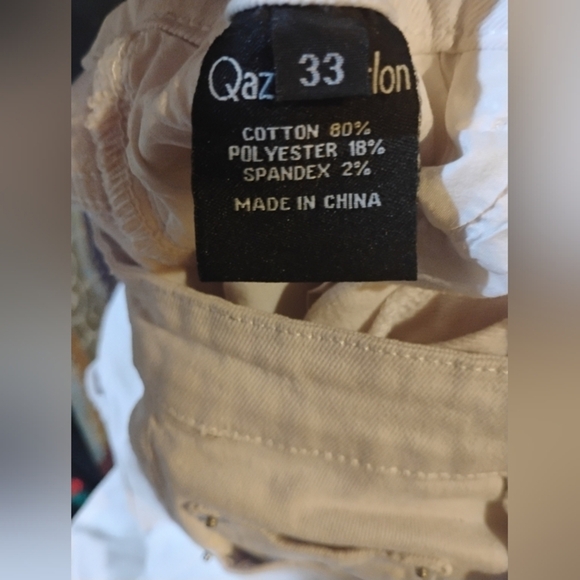 Qaz 33 lon
COTTON 80%
POLYESTER 18%
SPANDEX 2%
MADE IN CHINA